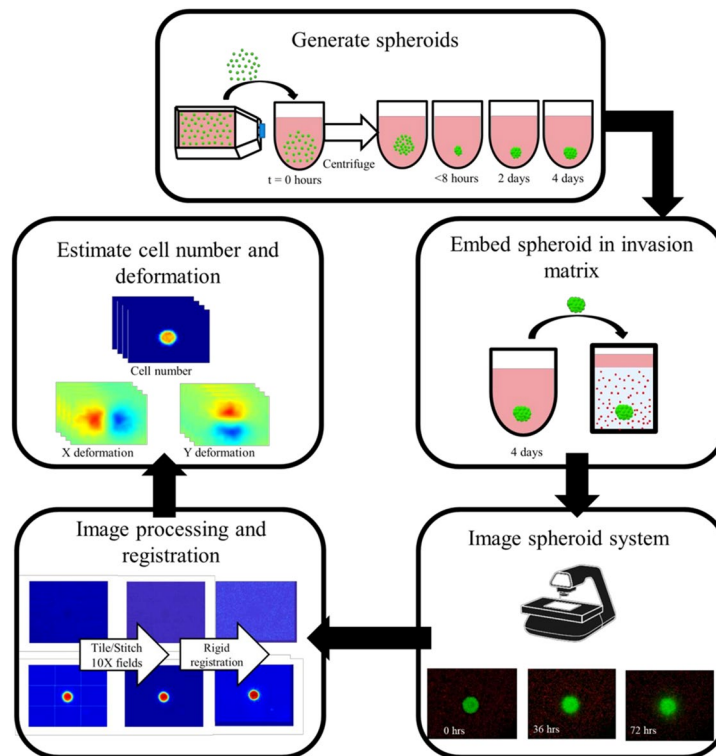 Generate spheroids
t = 0 hours
Centrifuge
<8 hours
2 days
4 days
Embed spheroid in invasion
matrix
4 days
Image spheroid system
0 hrs
36 hrs
72 hrs
Image processing and
registration
Tile/Stitch
10X fields
Rigid
registration
Estimate cell number and
deformation
Cell number
X deformation
Y deformation